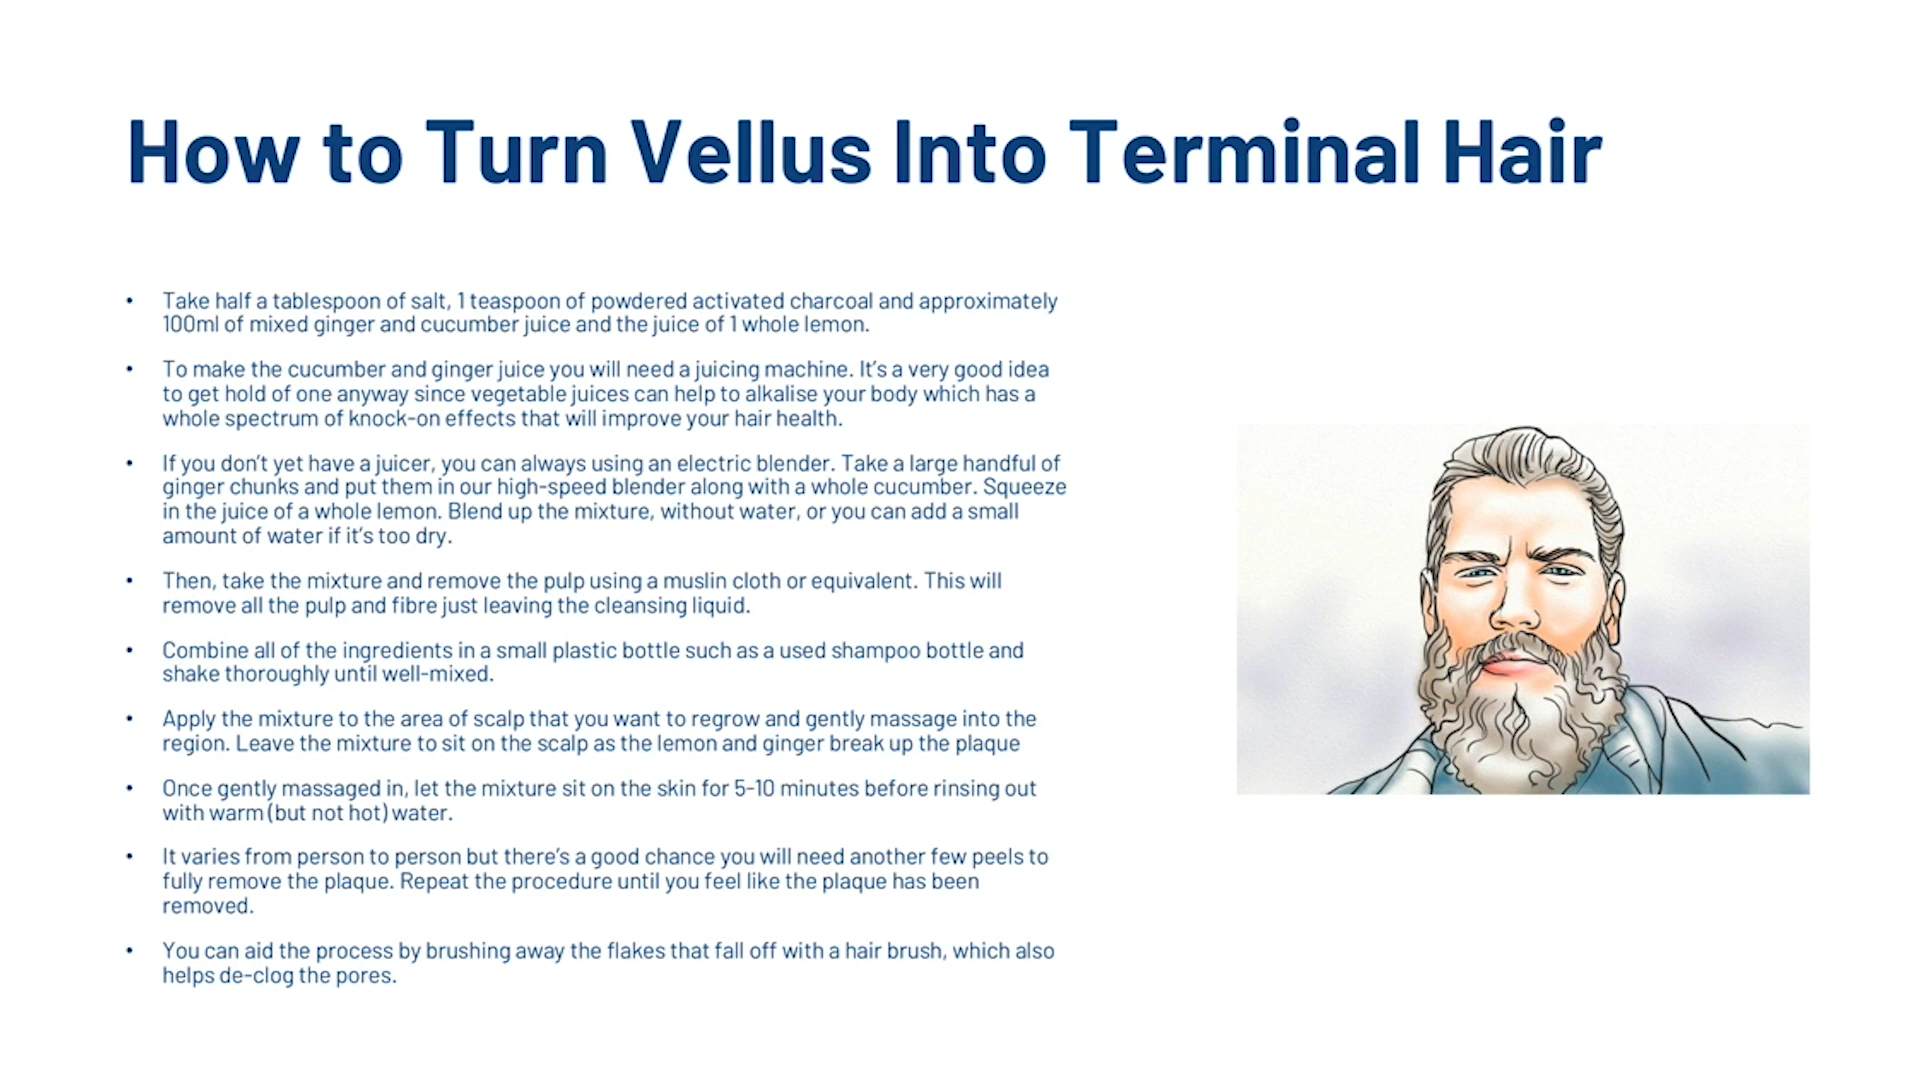 How to Turn Vellus Into Terminal Hair
• Take half a tablespoon of salt, 1 teaspoon of powdered activated charcoal and approximately
100ml of mixed ginger and cucumber juice and the juice of 1 whole lemon.
• To make the cucumber and ginger juice you will need a juicing machine. It's a very good idea
to get hold of one anyway since vegetable juices can help to alkalise your body which has a
whole spectrum of knock-on effects that will improve your hair health.
• If you don't yet have a juicer, you can always using an electric blender. Take a large handful of
ginger chunks and put them in our high-speed blender along with a whole cucumber. Squeeze
in the juice of a whole lemon. Blend up the mixture, without water, or you can add a small
amount of water if it's too dry.
• Then, take the mixture and remove the pulp using a muslin cloth or equivalent. This will
remove all the pulp and fibre just leaving the cleansing liquid.
• Combine all of the ingredients in a small plastic bottle such as a used shampoo bottle and
shake thoroughly until well-mixed.
• Apply the mixture to the area of scalp that you want to regrow and gently massage into the
region. Leave the mixture to sit on the scalp as the lemon and ginger break up the plaque
• Once gently massaged in, let the mixture sit on the skin for 5-10 minutes before rinsing out
with warm (but not hot) water.
• It varies from person to person but there's a good chance you will need another few peels to
fully remove the plaque. Repeat the procedure until you feel like the plaque has been
removed.
• You can aid the process by brushing away the flakes that fall off with a hair brush, which also
helps de-clog the pores.